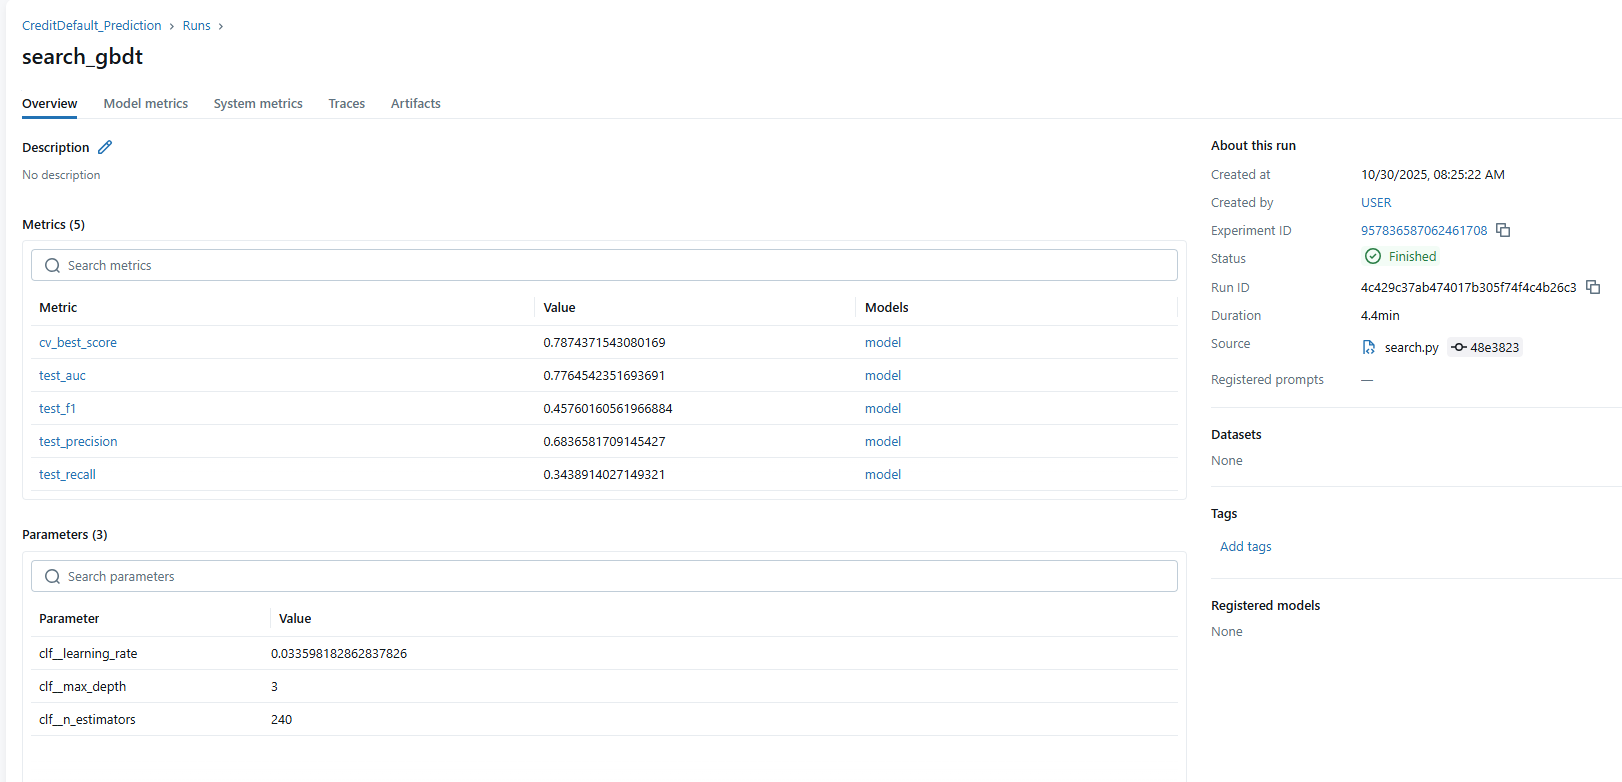 CreditDefault_Prediction › Runs ›
search_gbdt
Overview Model metrics System metrics Traces Artifacts
Description
No description
Metrics (5)
Search metrics
Metric Value Models
cv_best_score 0.7874371543080169 model
test_auc 0.7764542351693691 model
test_f1 0.45760160561966884 model
test_precision 0.6836581709145427 model
test_recall 0.3438914027149321 model
Parameters (3)
Search parameters
Parameter Value
clf__learning_rate 0.033598182862837826
clf__max_depth 3
clf__n_estimators 240
About this run
Created at 10/30/2025, 08:25:22 AM
Created by USER
Experiment ID 957836587062461708
Status Finished
Run ID 4c429c37ab474017b305f74f4c4b26c3
Duration 4.4min
Source search.py 48e3823
Registered prompts —
Datasets
None
Tags
Add tags
Registered models
None